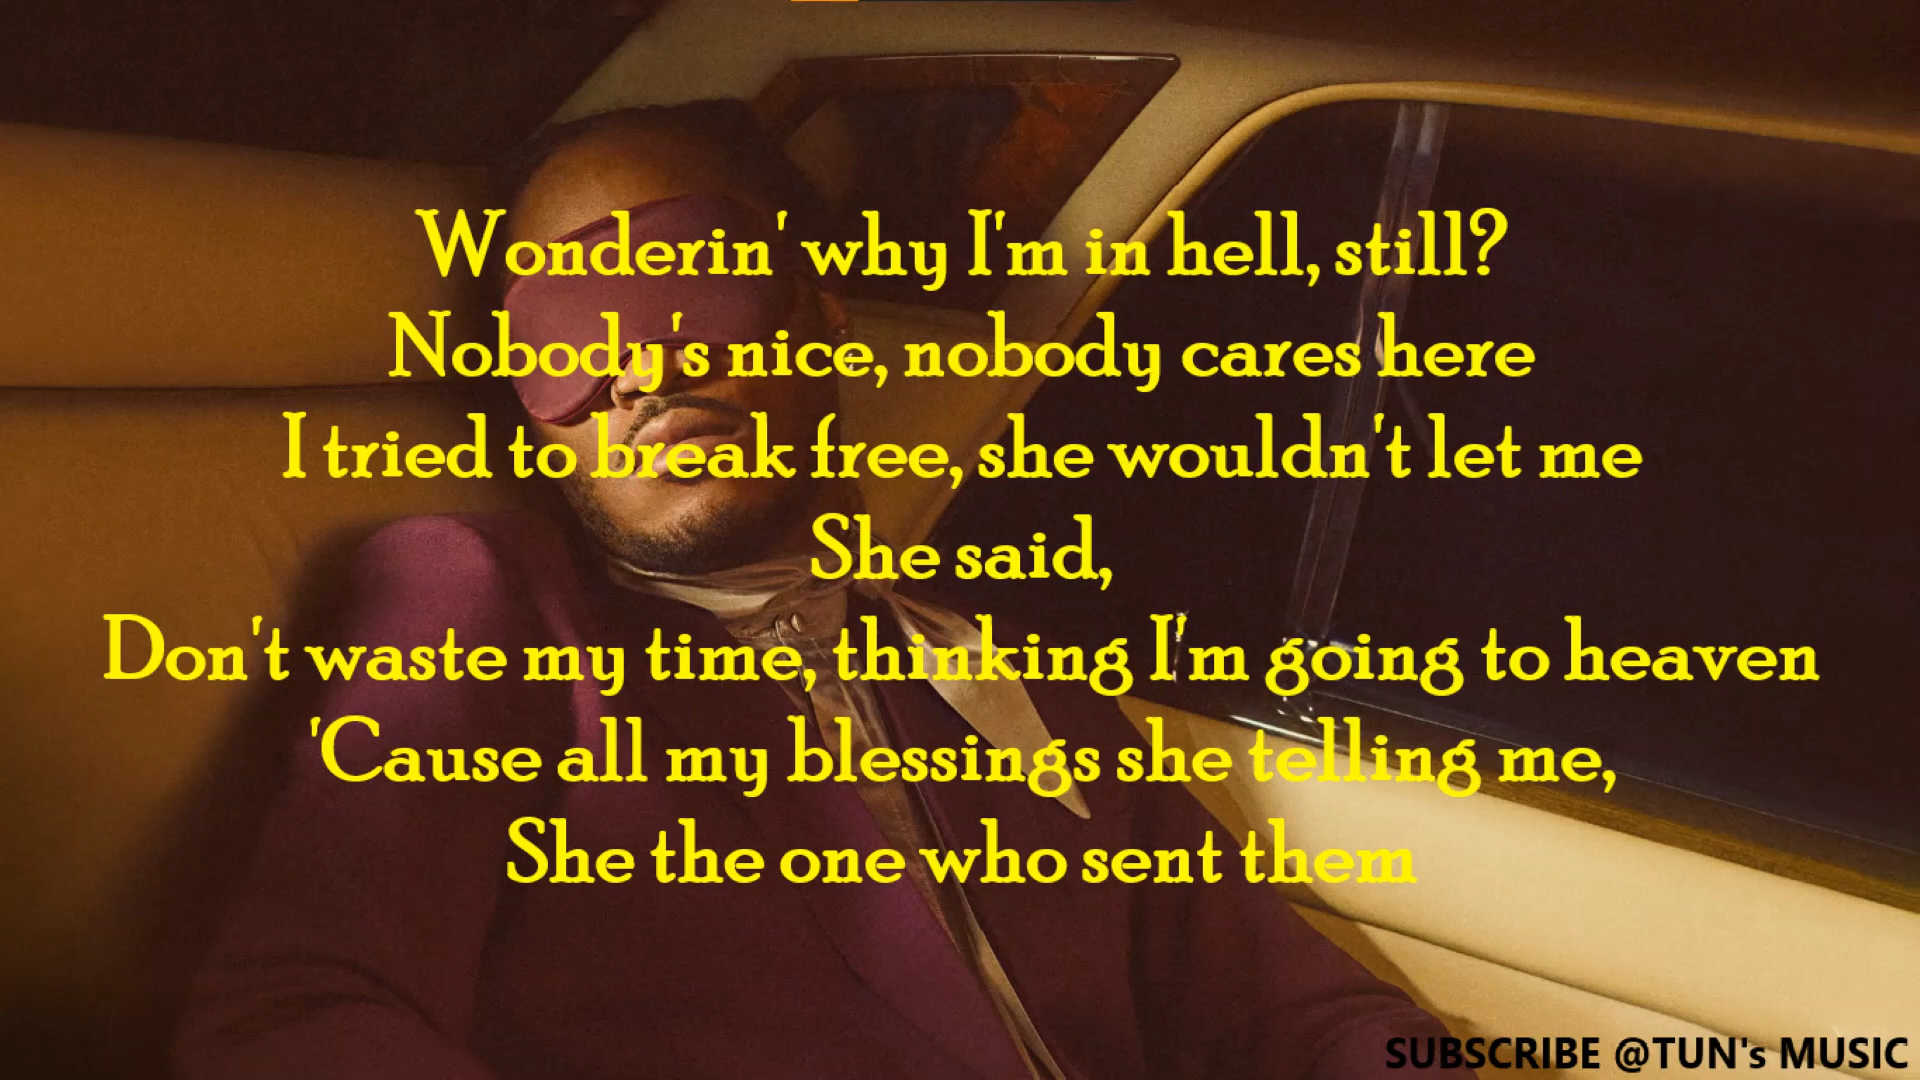 Wonderin' why I'm in hell, still?
Nobody's nice, nobody cares here
I tried to break free, she wouldn't let me
She said,
Don't waste my time, thinking I'm going to heaven
'Cause all my blessings she telling me,
She the one who sent them
SUBSCRIBE @TUN's MUSIC